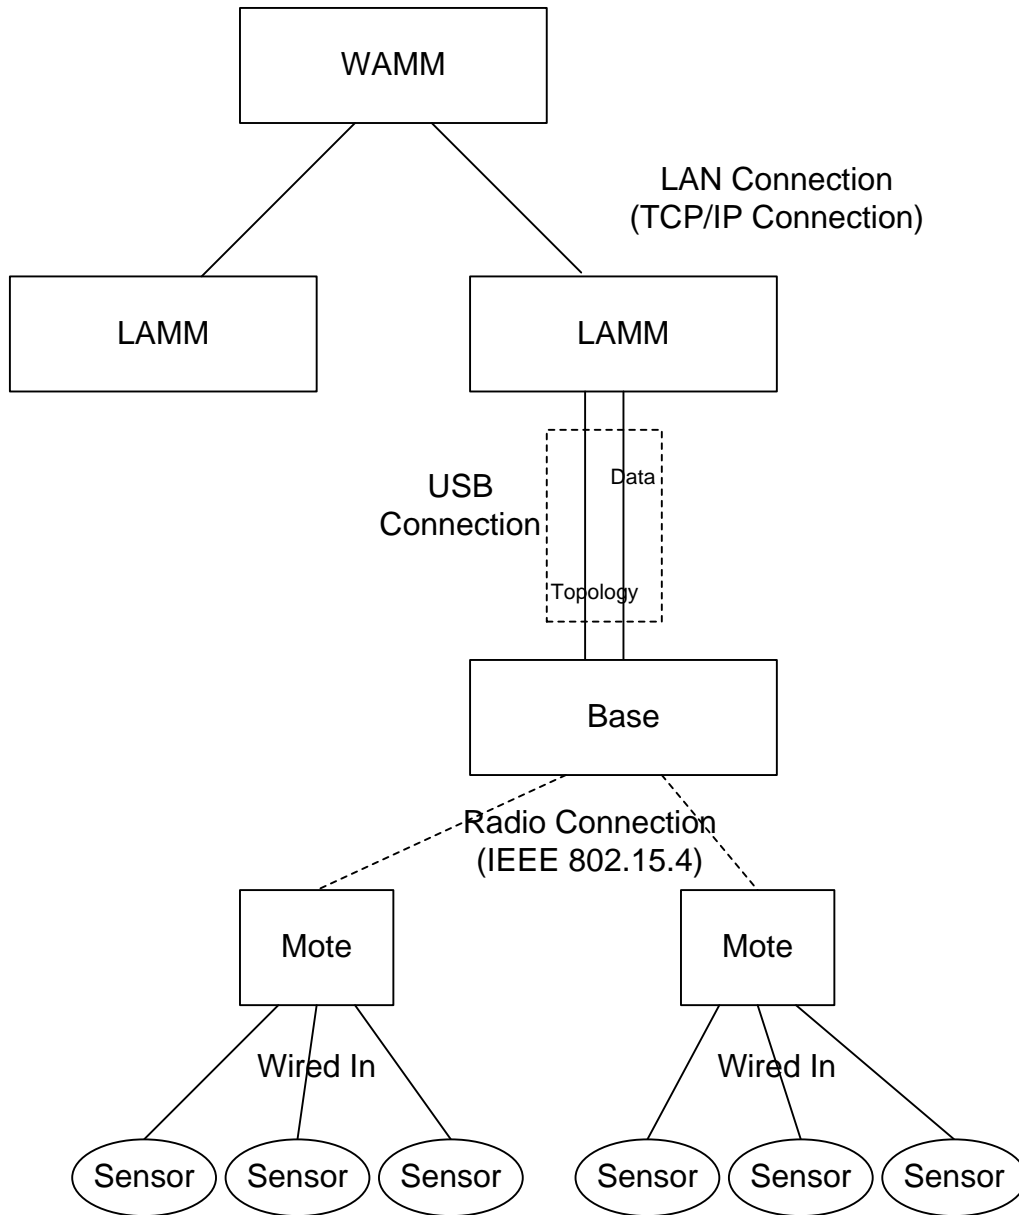 WAMM
LAN Connection
(TCP/IP Connection)
LAMM
LAMM
Data
USB
Connection
Topology
Base
Radio Connection
(IEEE 802.15.4)
Mote
Mote
Wired In
Wired In
Sensor
Sensor
Sensor
Sensor
Sensor
Sensor